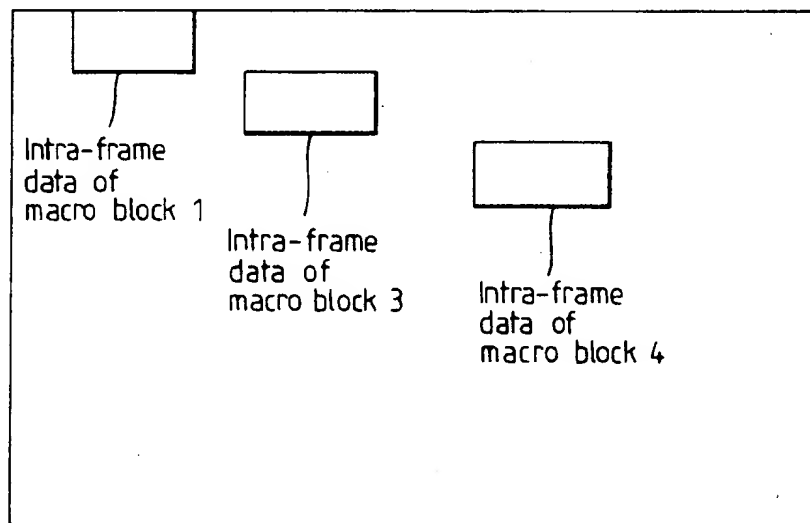 Intra-frame
data of
macro block 1
Intra-frame
data of
macro block 3
Intra-frame
data of
macro block 4